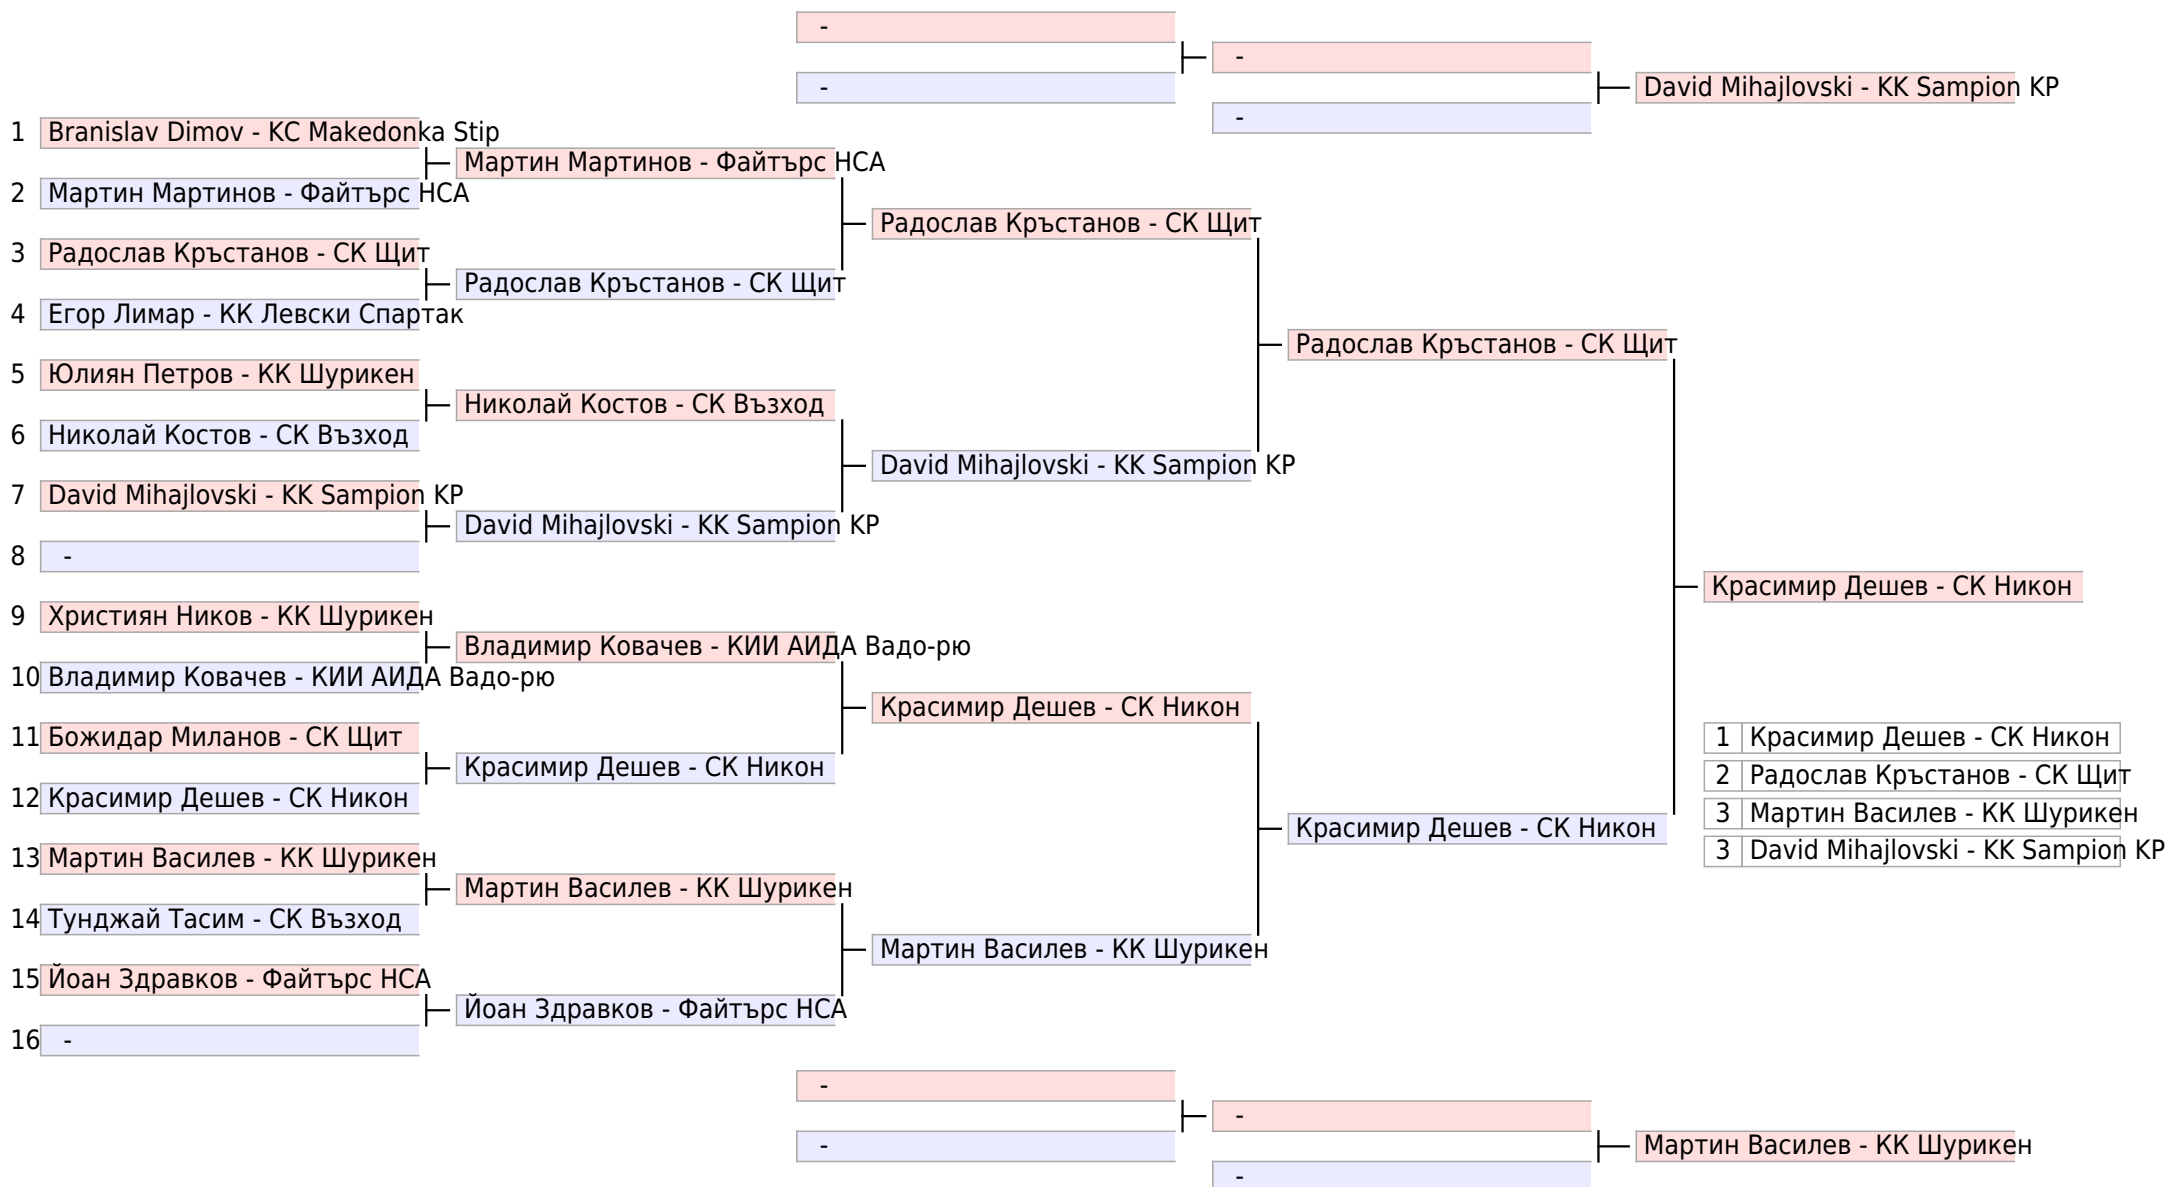 -
-
-
-
David Mihajlovski - KK Sampion KP
1 Branislav Dimov - KC Makedonka Stip
Мартин Мартинов - Файтърс НСА
2 Мартин Мартинов - Файтърс НСА
Радослав Кръстанов - СК Щит
3 Радослав Кръстанов - СК Щит
Радослав Кръстанов - СК Щит
4 Егор Лимар - КК Левски Спартак
Радослав Кръстанов - СК Щит
5 Юлиян Петров - КК Шурикен
Николай Костов - СК Възход
6 Николай Костов - СК Възход
David Mihajlovski - KK Sampion KP
7 David Mihajlovski - KK Sampion KP
David Mihajlovski - KK Sampion KP
8 -
Красимир Дешев - СК Никон
9 Християн Ников - КК Шурикен
Владимир Ковачев - КИИ АИДА Вадо-рю
10 Владимир Ковачев - КИИ АИДА Вадо-рю
Красимир Дешев - СК Никон
11 Божидар Миланов - СК Щит
Красимир Дешев - СК Никон
12 Красимир Дешев - СК Никон
Красимир Дешев - СК Никон
13 Мартин Василев - КК Шурикен
Мартин Василев - КК Шурикен
14 Тунджай Тасим - СК Възход
Мартин Василев - КК Шурикен
15 Йоан Здравков - Файтърс НСА
Йоан Здравков - Файтърс НСА
16 -
1 Красимир Дешев - СК Никон
2 Радослав Кръстанов - СК Щит
3 Мартин Василев - КК Шурикен
3 David Mihajlovski - KK Sampion KP
-
-
-
-
Мартин Василев - КК Шурикен